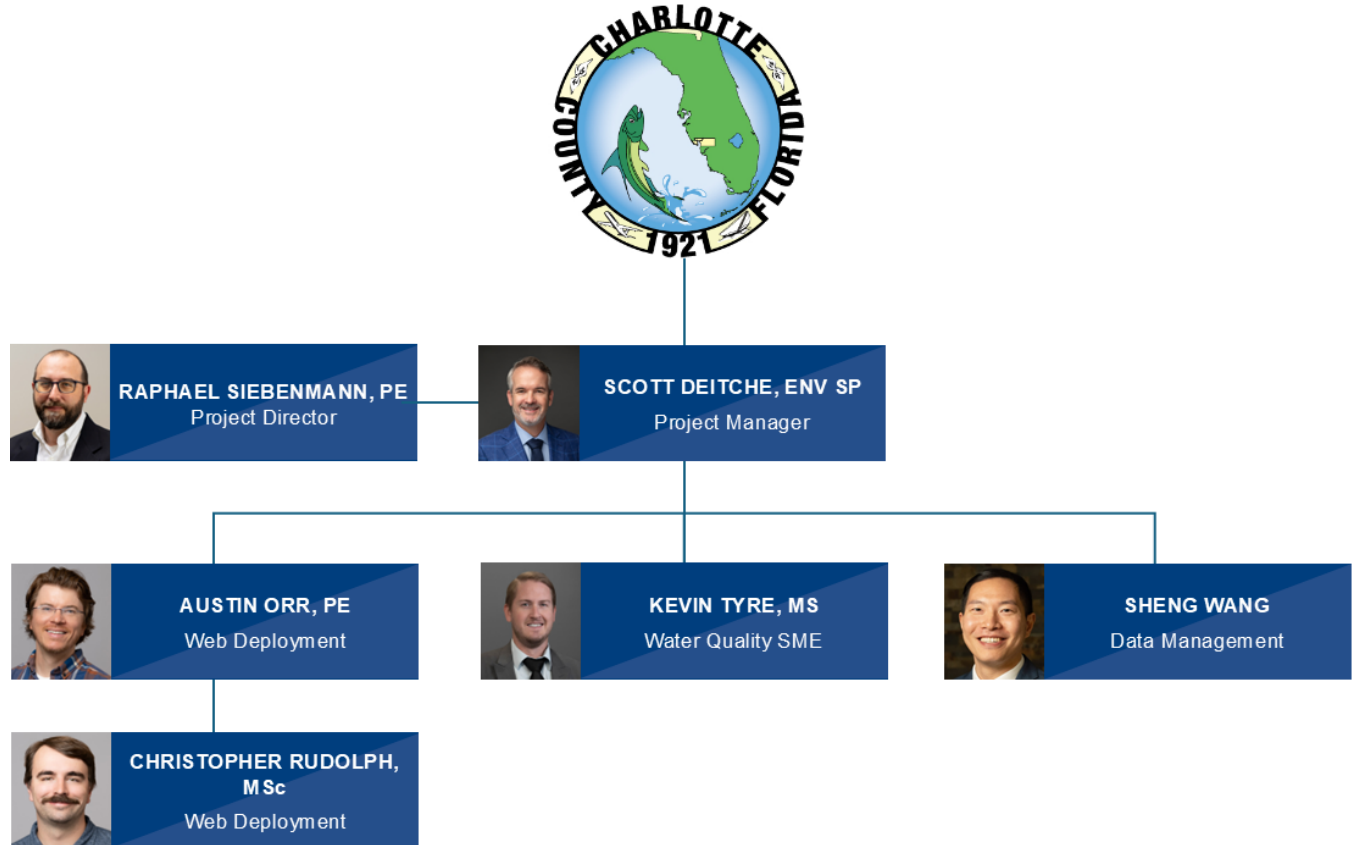 CHARLOTTE
COUNTY
FLORIDA
1921
RAPHAEL SIEBENMANN, PE
Project Director
SCOTT DEITCHE, ENV SP
Project Manager
AUSTIN ORR, PE
Web Deployment
KEVIN TYRE, MS
Water Quality SME
SHENG WANG
Data Management
CHRISTOPHER RUDOLPH,
MSc
Web Deployment